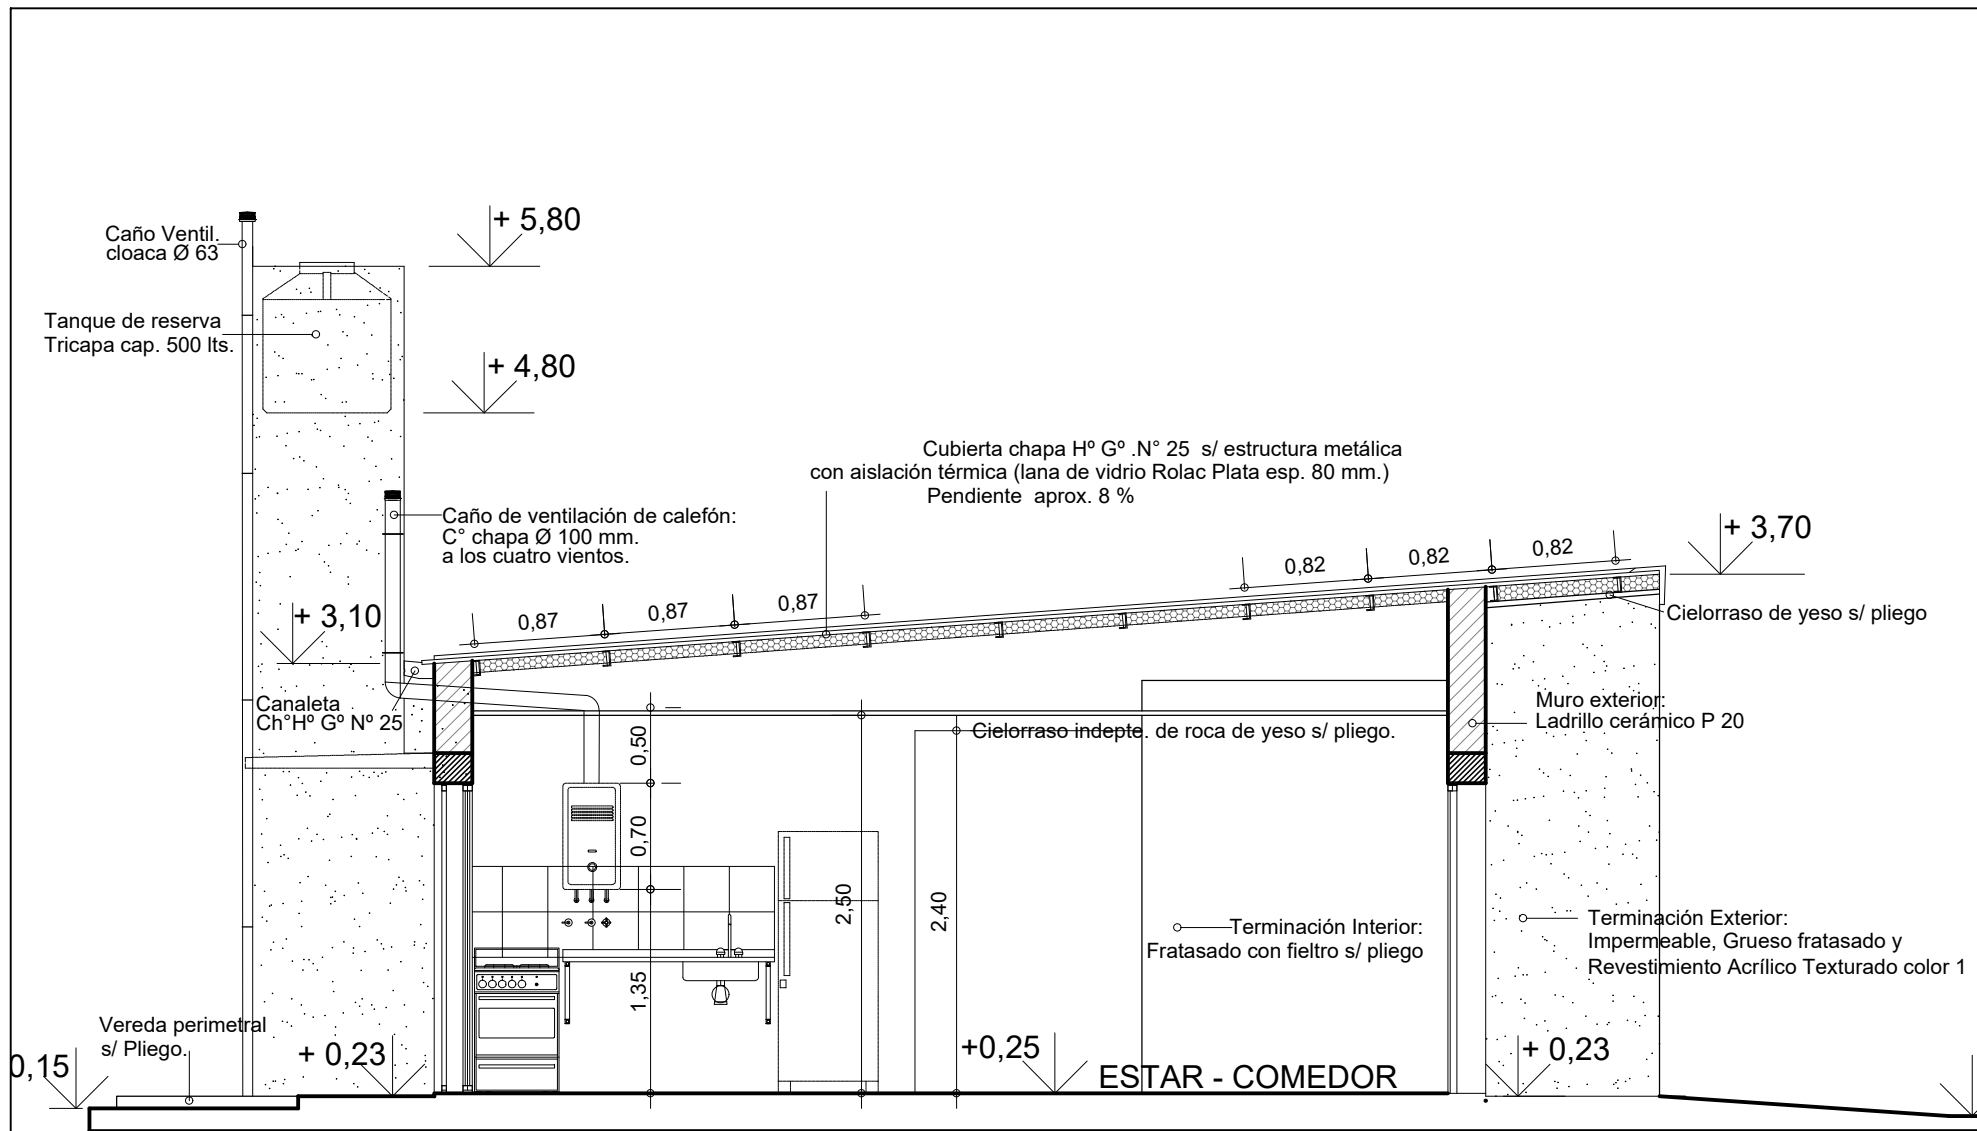 + 5,80
Caño Ventil.
cloaca Ø 63
Tanque de reserva
Tricapa cap. 500 lts.
+ 4,80
Cubierta chapa Hº Gº .N° 25 s/ estructura metálica
con aislación térmica (lana de vidrio Rolac Plata esp. 80 mm.)
Pendiente aprox. 8 %
Caño de ventilación de calefón:
C° chapa Ø 100 mm.
a los cuatro vientos.
+ 3,70
0,82
0,82
0,82
0,87
0,87
0,87
+ 3,10
Cielorraso de yeso s/ pliego
Canaleta
Ch°Hº Gº Nº 25
Muro exterior:
Ladrillo cerámico P 20
Cielorraso indepte. de roca de yeso s/ pliego.
0,50
0,70
1,35
2,50
2,40
Terminación Interior:
Fratasado con fieltro s/ pliego
Terminación Exterior:
Impermeable, Grueso fratasado y
Revestimiento Acrílico Texturado color 1
Vereda perimetral
s/ Pliego.
0,15
+ 0,23
+0,25
ESTAR - COMEDOR
+ 0,23